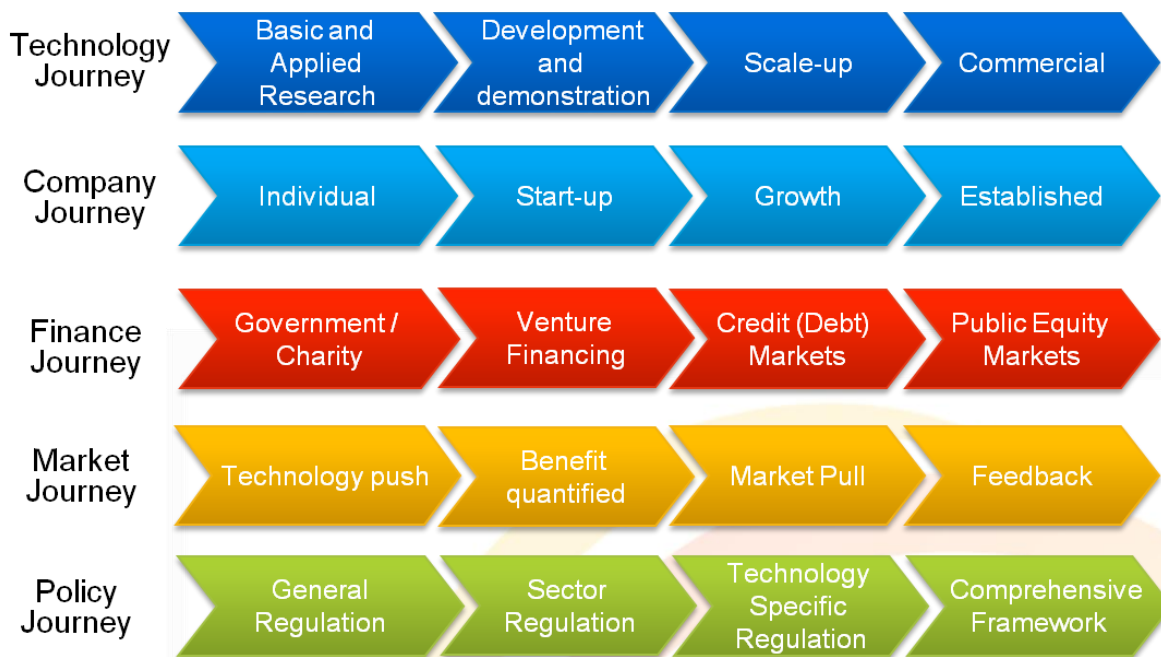 Technology
Journey
Basic and
Applied
Research
Development
and
demonstration
Scale-up
Commercial
Company
Journey
Individual
Start-up
Growth
Established
Finance
Journey
Government /
Charity
Venture
Financing
Credit (Debt)
Markets
Public Equity
Markets
Market
Journey
Technology push
Benefit
quantified
Market Pull
Feedback
Policy
Journey
General
Regulation
Sector
Regulation
Technology
Specific
Regulation
Comprehensive
Framework